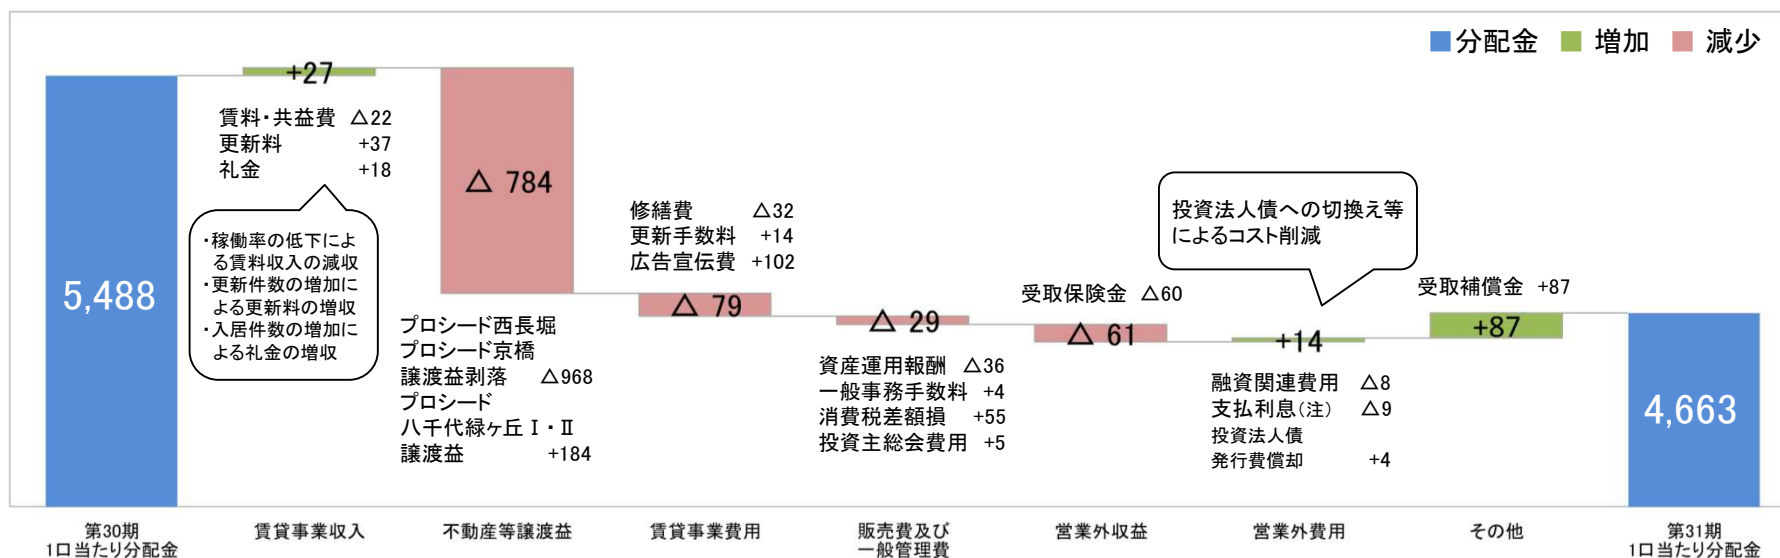 分配金 増加 減少
5,488
+27
賃料・共益費 △22
更新料 +37
礼金 +18
・稼働率の低下によ
る賃料収入の減収
・更新件数の増加に
よる更新料の増収
・入居件数の増加に
よる礼金の増収
△ 784
プロシード西長堀
プロシード京橋
譲渡益剥落 △968
プロシード
八千代緑ヶ丘Ⅰ・Ⅱ
譲渡益 +184
修繕費 △32
更新手数料 +14
広告宣伝費 +102
△ 79
△ 29
資産運用報酬 △36
一般事務手数料 +4
消費税差額損 +55
投資主総会費用 +5
受取保険金 △60
△ 61
投資法人債への切換え等
によるコスト削減
+14
融資関連費用 △8
支払利息(注) △9
投資法人債
発行費償却 +4
受取補償金 +87
+87
4,663
第30期
1口当たり分配金
賃貸事業収入
不動産等譲渡益
賃貸事業費用
販売費及び
一般管理費
営業外収益
営業外費用
その他
第31期
1口当たり分配金